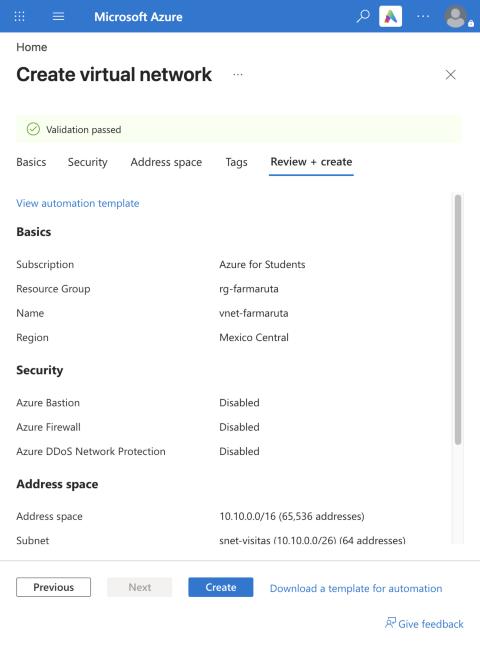 Microsoft Azure
Home
Create virtual network
Validation passed
Basics Security Address space Tags Review + create
View automation template
Basics
Subscription Azure for Students
Resource Group rg-farmaruta
Name vnet-farmaruta
Region Mexico Central
Security
Azure Bastion Disabled
Azure Firewall Disabled
Azure DDoS Network Protection Disabled
Address space
Address space 10.10.0.0/16 (65,536 addresses)
Subnet snet-visitas (10.10.0.0/26) (64 addresses)
Previous Next Create Download a template for automation
Give feedback